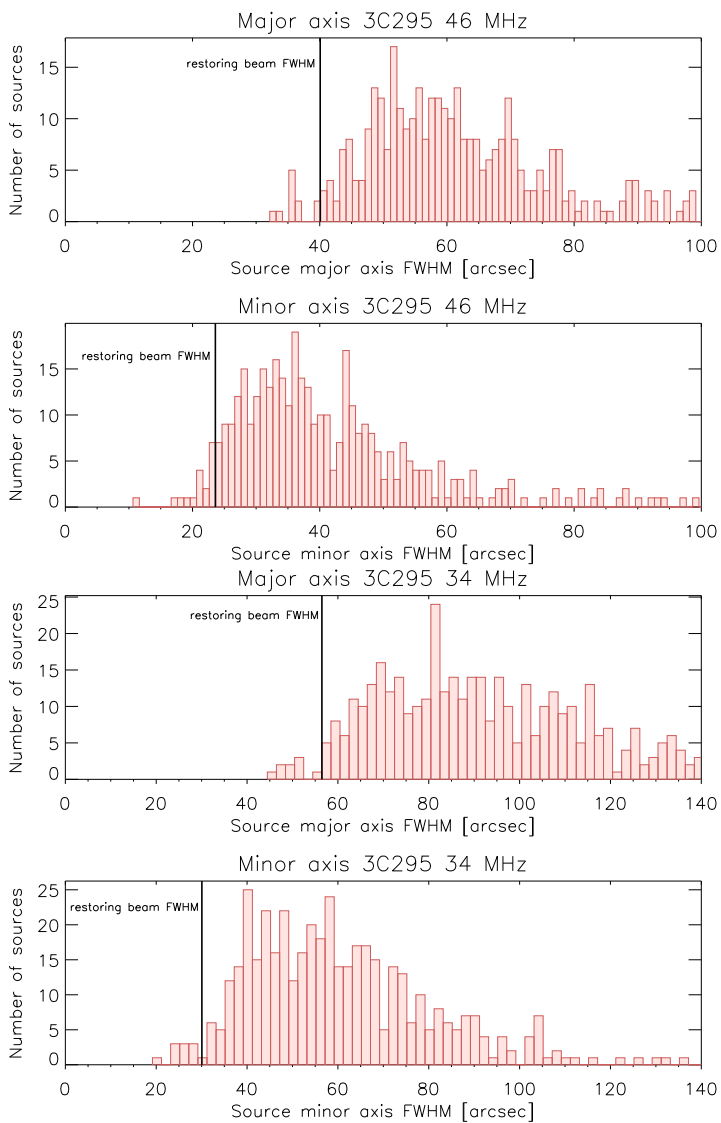 Major axis 3C295 46 MHz
restoring beam FWHM
Number of sources
15
10
5
0
0 20 40 60 80 100
Source major axis FWHM [arcsec]
Minor axis 3C295 46 MHz
restoring beam FWHM
Number of sources
15
10
5
0
0 20 40 60 80 100
Source minor axis FWHM [arcsec]
Major axis 3C295 34 MHz
restoring beam FWHM
Number of sources
25
20
15
10
5
0
0 20 40 60 80 100 120 140
Source major axis FWHM [arcsec]
Minor axis 3C295 34 MHz
restoring beam FWHM
Number of sources
25
20
15
10
5
0
0 20 40 60 80 100 120 140
Source minor axis FWHM [arcsec]